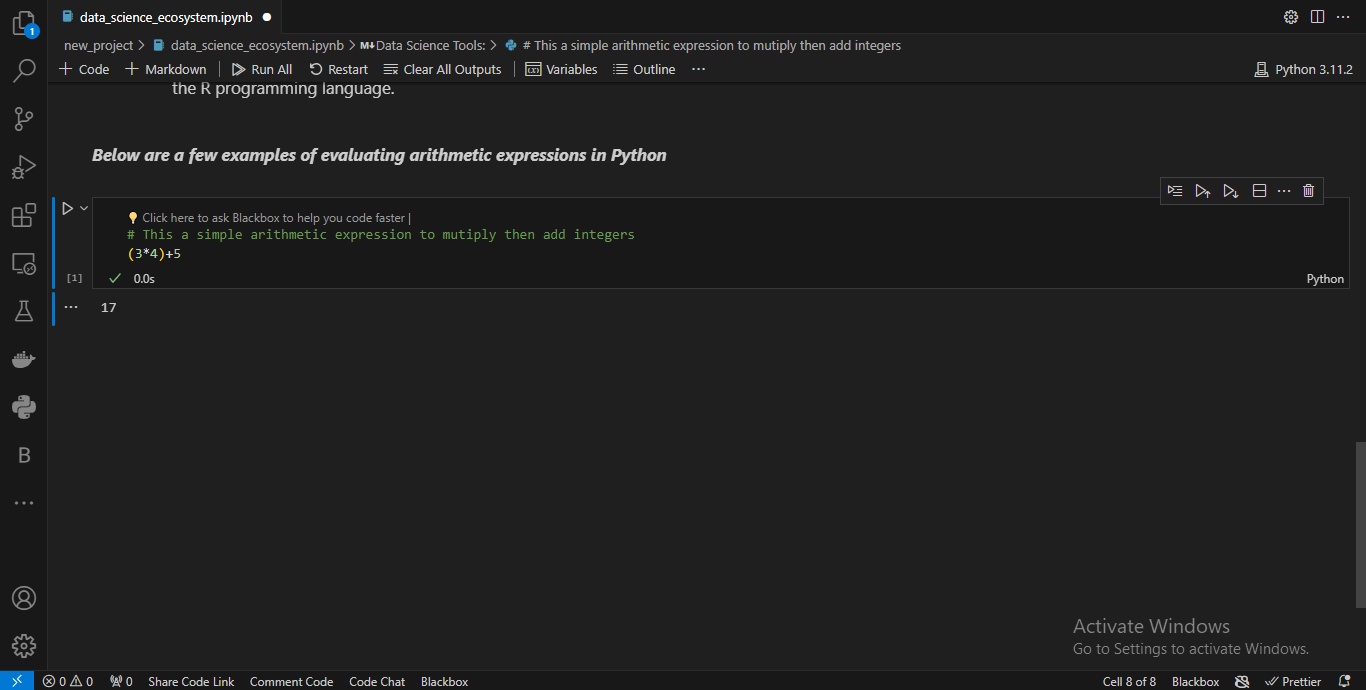 data_science_ecosystem.ipynb
1
new_project > data_science_ecosystem.ipynb > M↓Data Science Tools: > # This a simple arithmetic expression to mutiply then add integers
+ Code + Markdown Run All Restart Clear All Outputs Variables Outline ··· Python 3.11.2
the R programming language.
Below are a few examples of evaluating arithmetic expressions in Python
Click here to ask Blackbox to help you code faster |
# This a simple arithmetic expression to mutiply then add integers
(3*4)+5
[1] ✓ 0.0s Python
··· 17
B
Activate Windows
Go to Settings to activate Windows.
0 0 0 Share Code Link Comment Code Code Chat Blackbox Cell 8 of 8 Blackbox Prettier